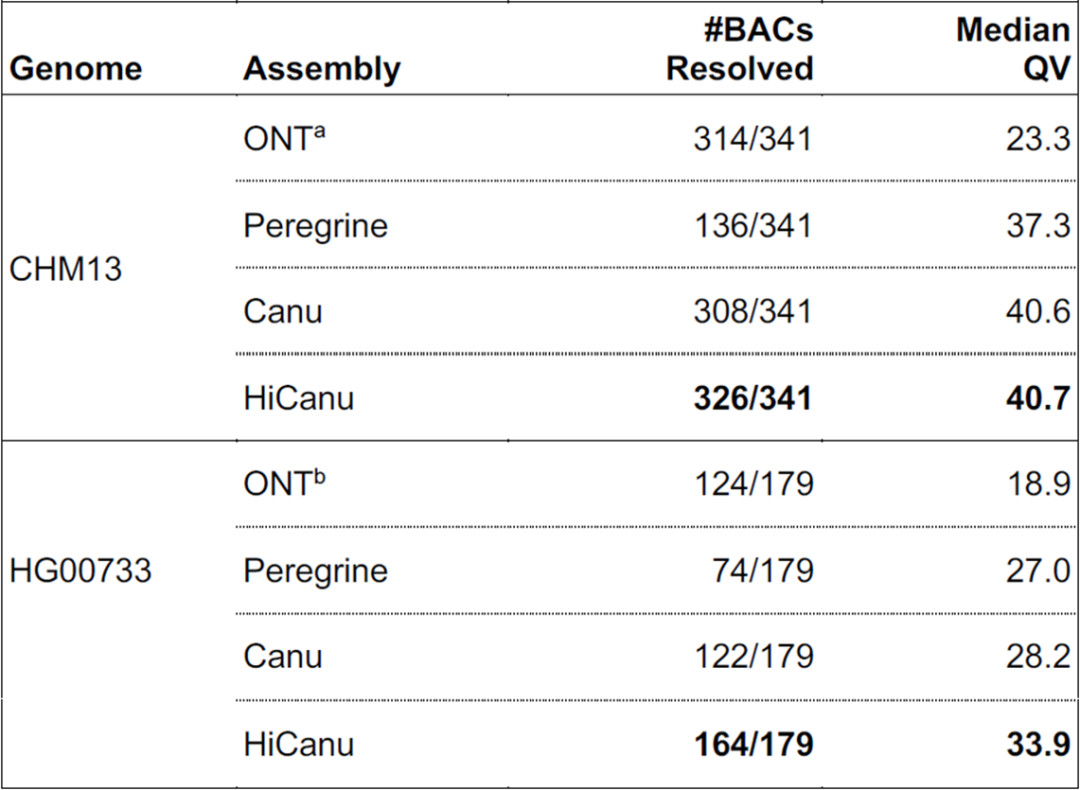 Genome Assembly #BACs Resolved Median QV
CHM13
ONTᵃ 314/341 23.3
Peregrine 136/341 37.3
Canu 308/341 40.6
HiCanu 326/341 40.7
HG00733
ONTᵇ 124/179 18.9
Peregrine 74/179 27.0
Canu 122/179 28.2
HiCanu 164/179 33.9